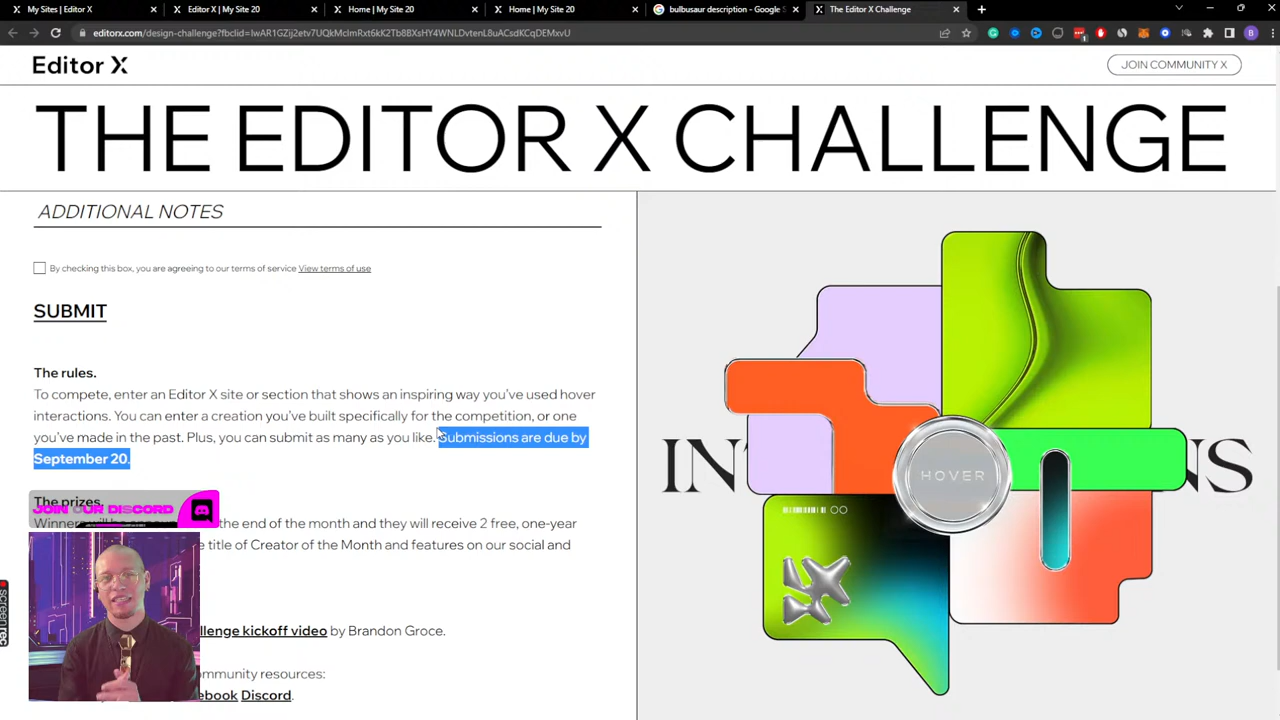 My Sites | Editor X
Editor X | My Site 20
Home | My Site 20
Home | My Site 20
bulbusaur description - Google S
The Editor X Challenge
editorx.com/design-challenge?fbclid=IwAR1GZij2etv7UQkMclmRxt6kK2Tb8BXsHY4WNLDvtenL8uACsdKCqDEMxvU
Editor X
JOIN COMMUNITY X
THE EDITOR X CHALLENGE
ADDITIONAL NOTES
By checking this box, you are agreeing to our terms of service View terms of use
SUBMIT
The rules.
To compete, enter an Editor X site or section that shows an inspiring way you've used hover
interactions. You can enter a creation you've built specifically for the competition, or one
you've made in the past. Plus, you can submit as many as you like. Submissions are due by
September 20.
HOVER
The prizes.
JOIN OUR DISCORD
the end of the month and they will receive 2 free, one-year
title of Creator of the Month and features on our social and
kickoff video by Brandon Groce.
resources:
Discord.
screenrec